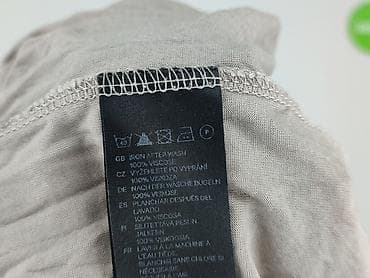 GB IRON AFTER WASH
100% VISCOSE
CZ VYŽEHLETE PO VYPRÁNÍ
100% VISKÓZA
DE NACH DER WÄSCHE BÜGELN
100% VISKOSE
ES PLANCHAR DESPUÉS DEL
LAVADO
100% VISCOSA
FI SILITETTÄVÄ PESUN
JÄLKEEN
100% VISKOOSIA
FR LAVER À LA MACHINE À
L'EAU TIÈDE
P